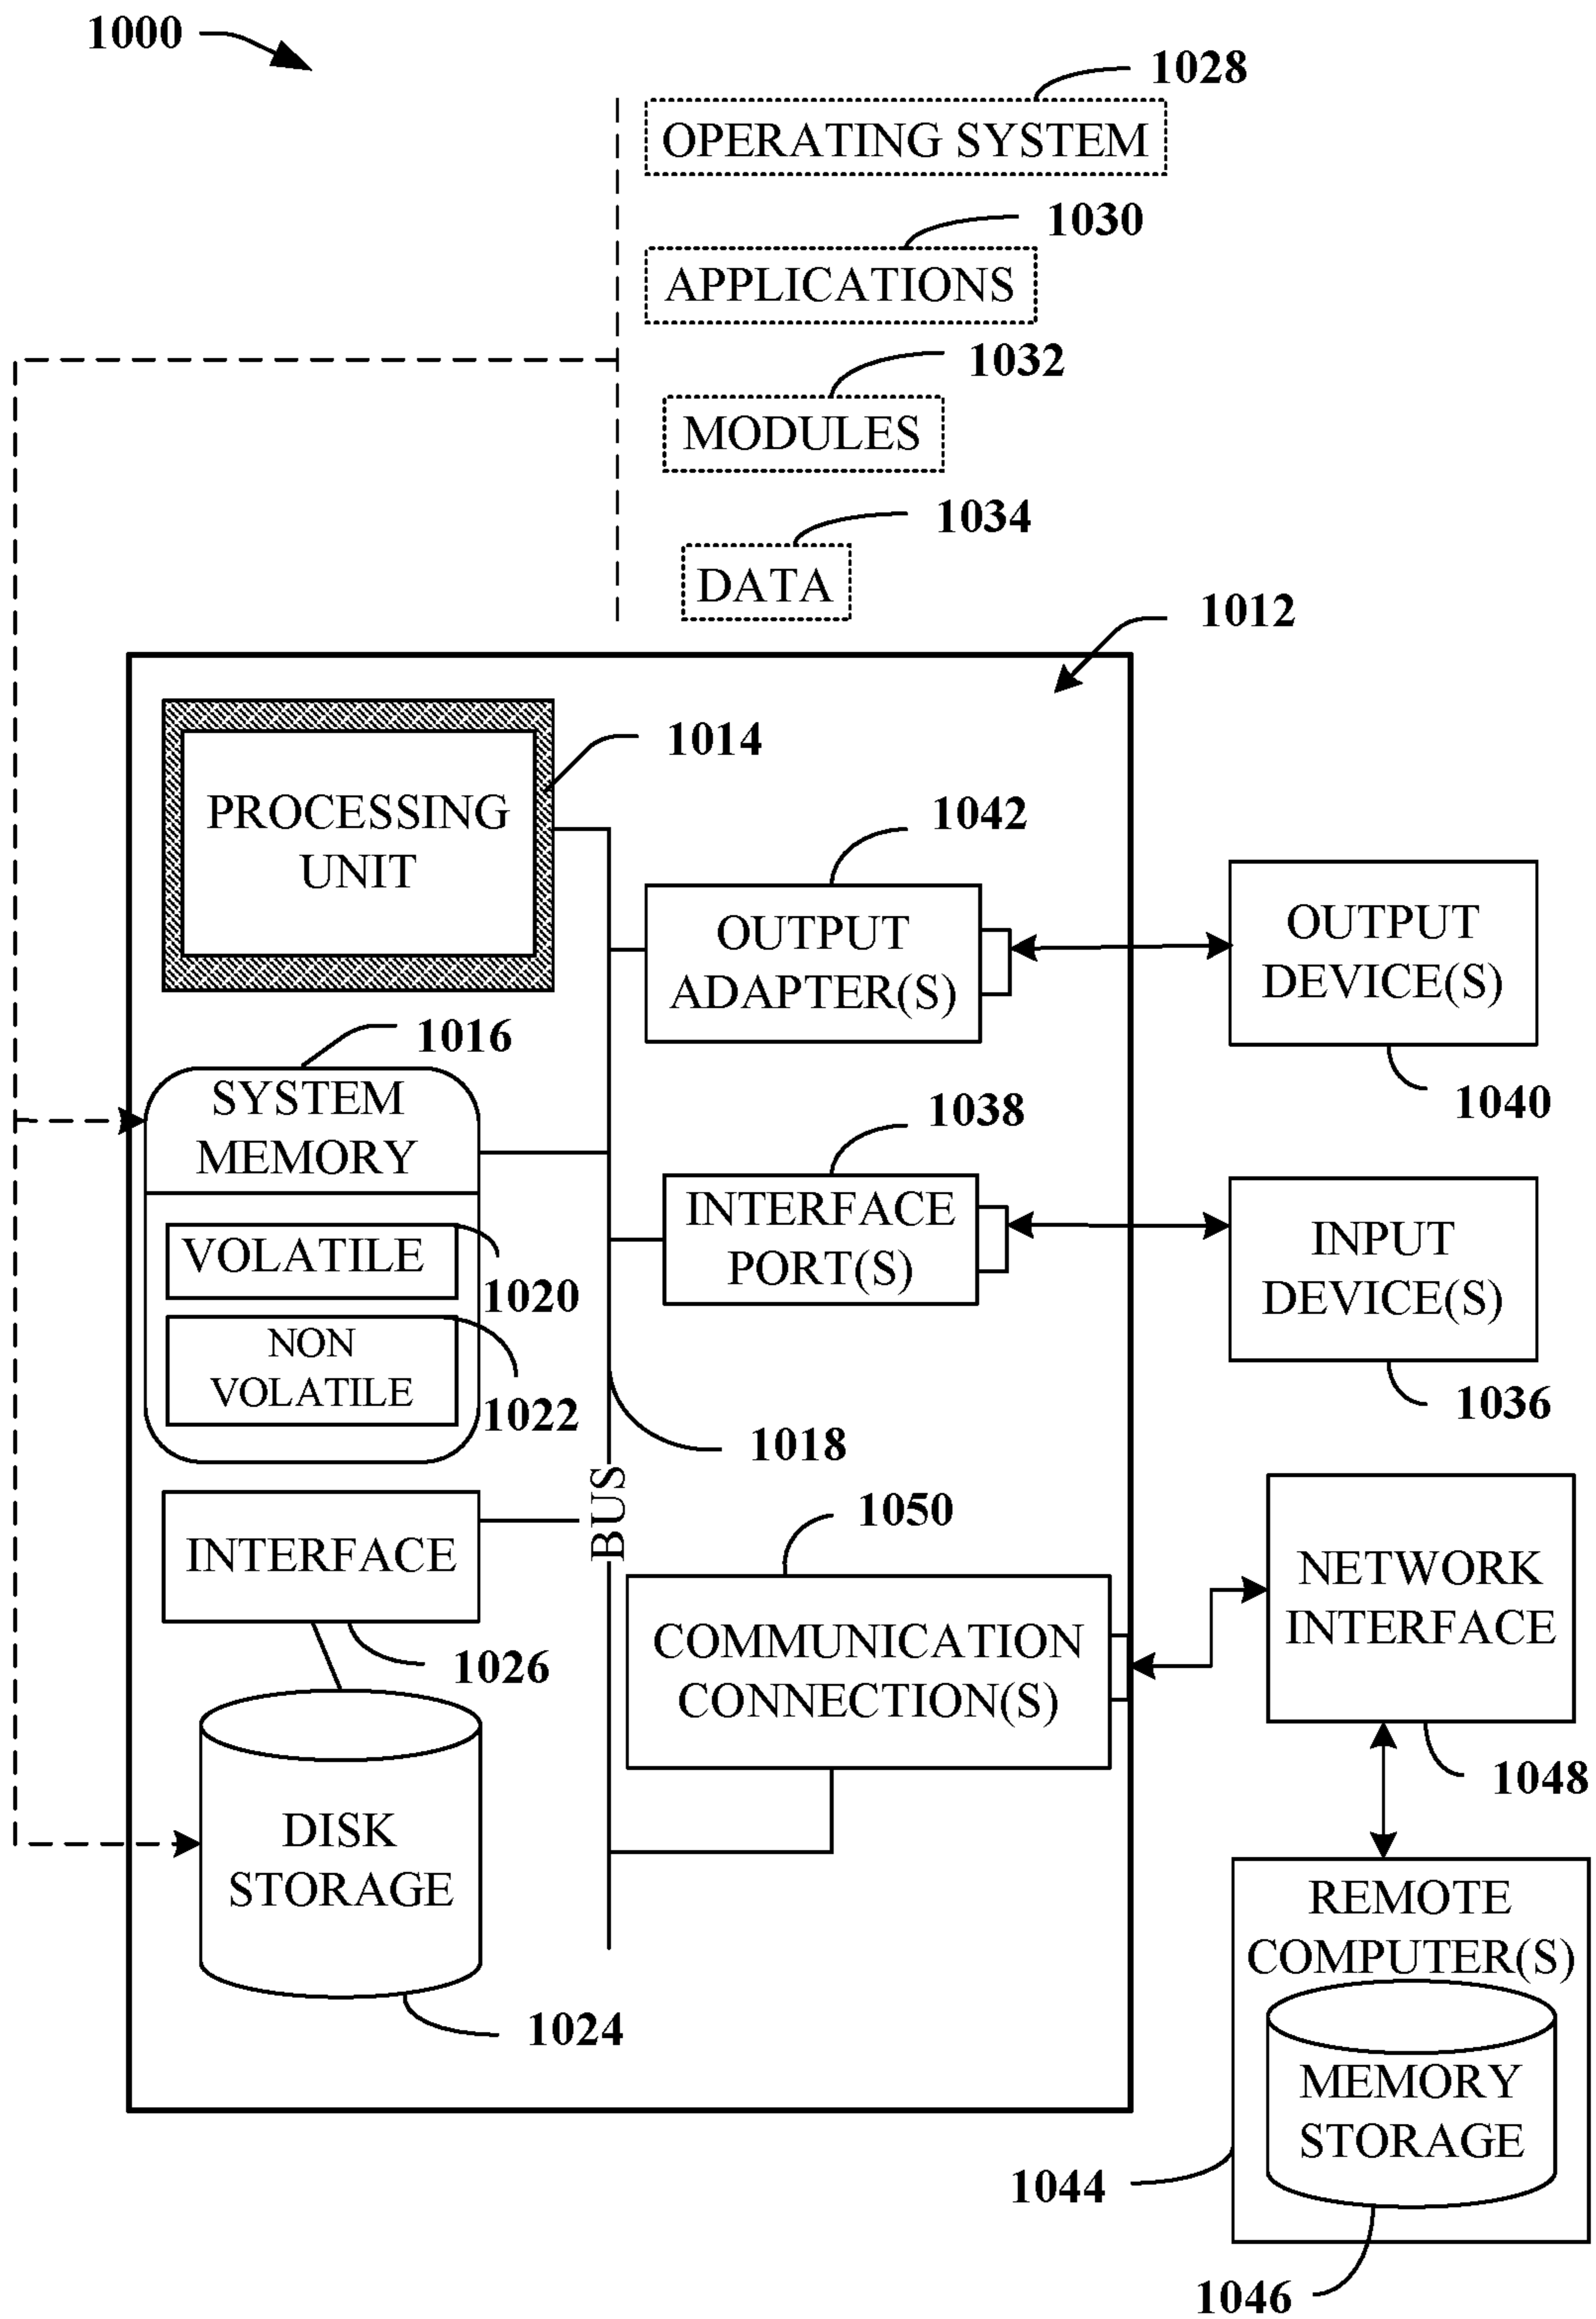 1000
1028
OPERATING SYSTEM
1030
APPLICATIONS
1032
MODULES
1034
DATA
1012
1014
PROCESSING
UNIT
1042
OUTPUT
ADAPTER(S)
OUTPUT
DEVICE(S)
1040
1016
SYSTEM
MEMORY
1038
INTERFACE
PORT(S)
INPUT
DEVICE(S)
1036
VOLATILE
1020
NON
VOLATILE
1022
1018
BUS
INTERFACE
1026
1050
COMMUNICATION
CONNECTION(S)
NETWORK
INTERFACE
1048
DISK
STORAGE
1024
REMOTE
COMPUTER(S)
MEMORY
STORAGE
1044
1046